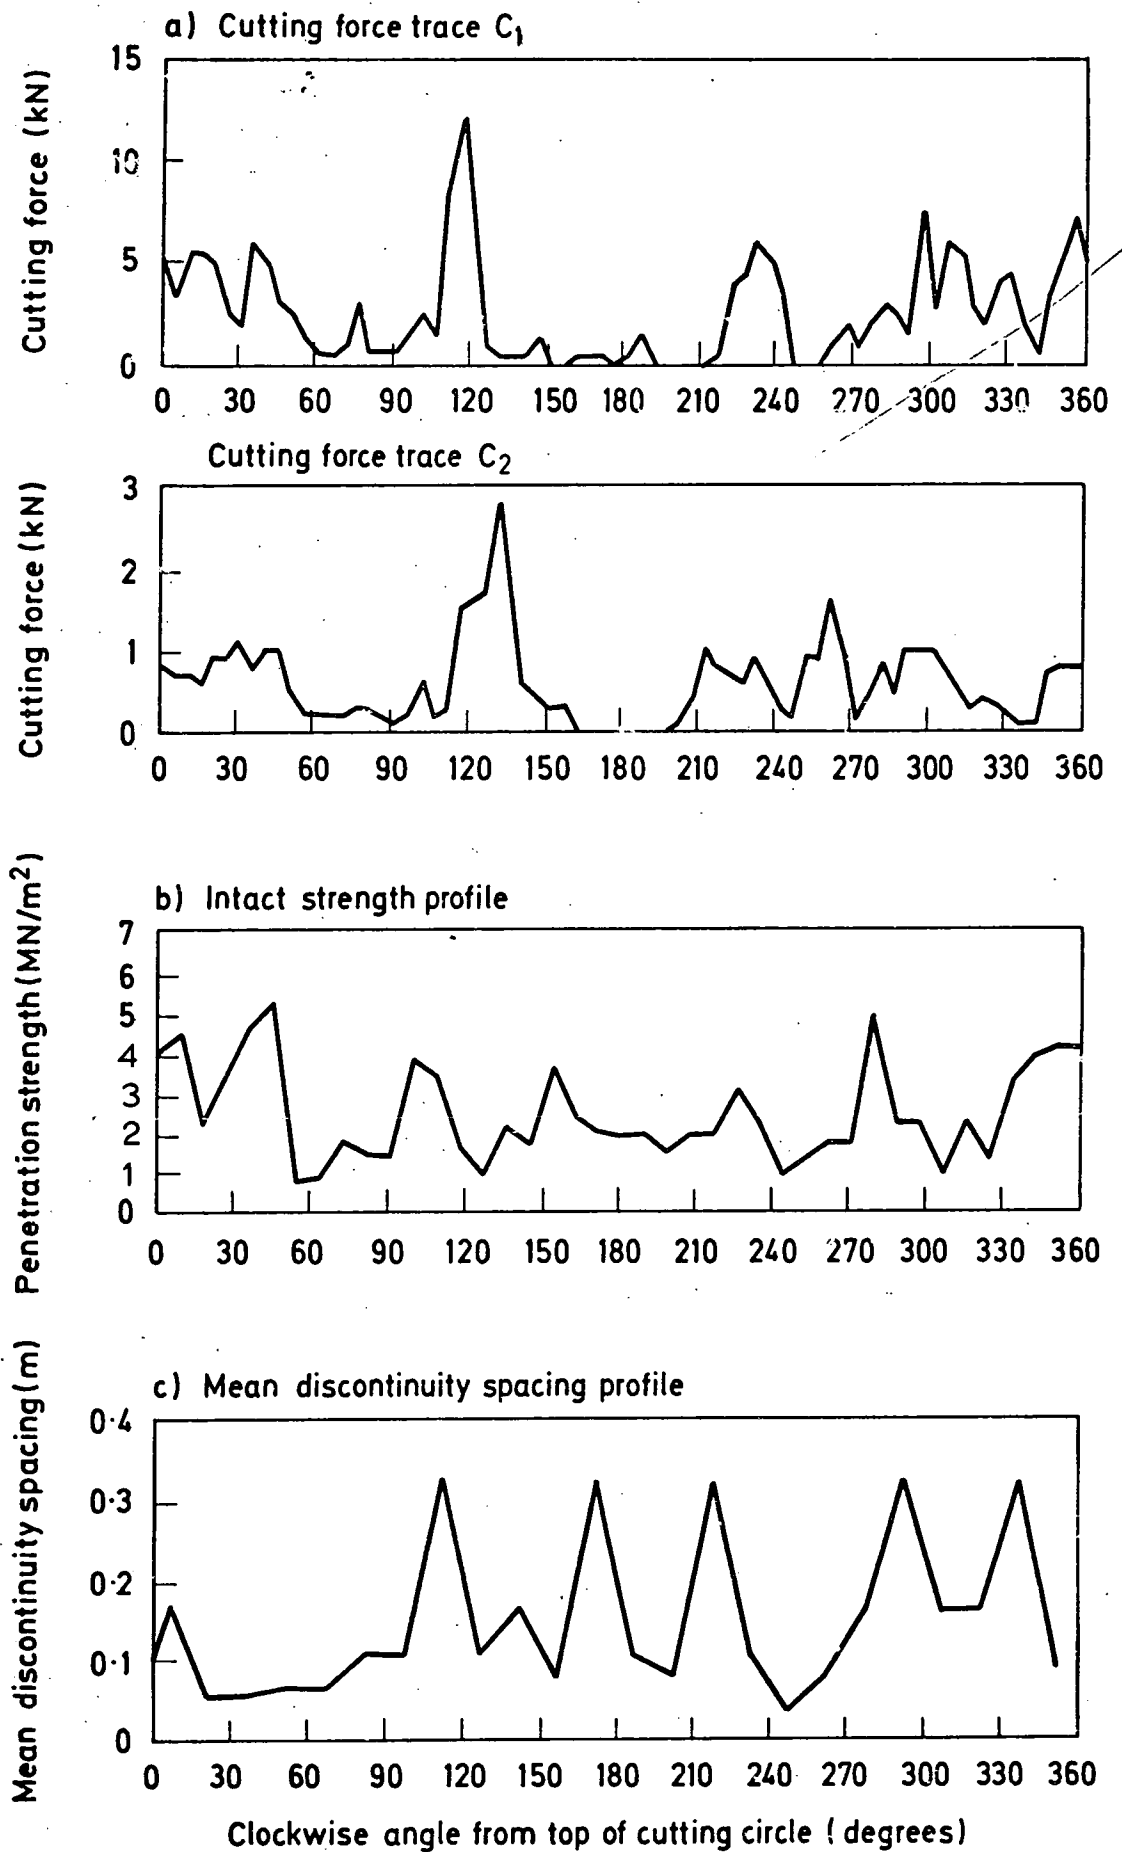 a) Cutting force trace C₁
Cutting force (kN)
15
10
5
0
0 30 60 90 120 150 180 210 240 270 300 330 360
Cutting force trace C₂
Cutting force (kN)
3
2
1
0
0 30 60 90 120 150 180 210 240 270 300 330 360
b) Intact strength profile
Penetration strength (MN/m²)
7
6
5
4
3
2
1
0
0 30 60 90 120 150 180 210 240 270 300 330 360
c) Mean discontinuity spacing profile
Mean discontinuity spacing (m)
0·4
0·3
0·2
0·1
0
0 30 60 90 120 150 180 210 240 270 300 330 360
Clockwise angle from top of cutting circle (degrees)